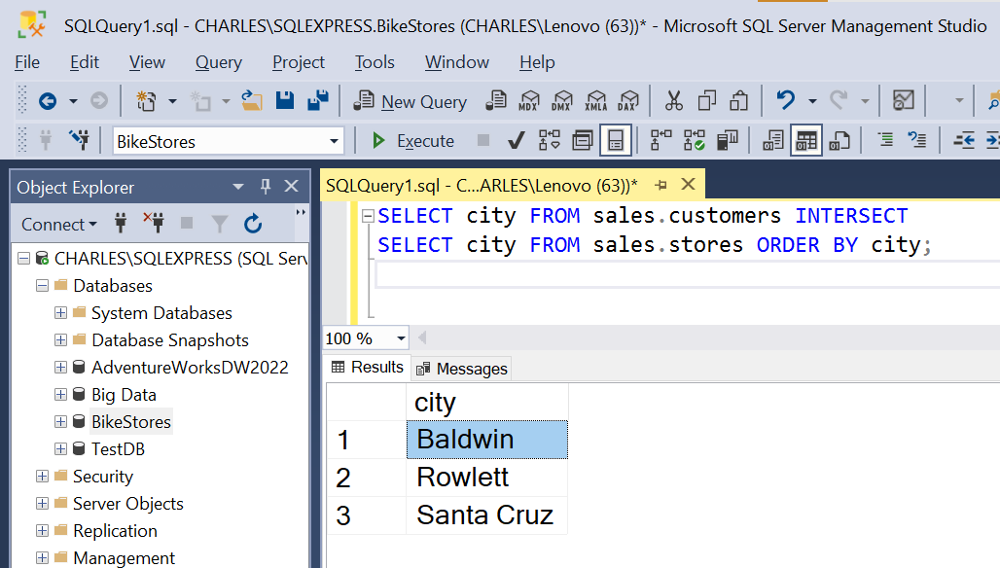 SQLQuery1.sql - CHARLES\SQLEXPRESS.BikeStores (CHARLES\Lenovo (63))* - Microsoft SQL Server Management Studio
File Edit View Query Project Tools Window Help
New Query MDX DMX XMLA DAX
BikeStores Execute
Object Explorer
Connect
CHARLES\SQLEXPRESS (SQL Serv
Databases
System Databases
Database Snapshots
AdventureWorksDW2022
Big Data
BikeStores
TestDB
Security
Server Objects
Replication
Management
SQLQuery1.sql - C...ARLES\Lenovo (63))*
SELECT city FROM sales.customers INTERSECT
SELECT city FROM sales.stores ORDER BY city;
100 %
Results Messages
city
1 Baldwin
2 Rowlett
3 Santa Cruz